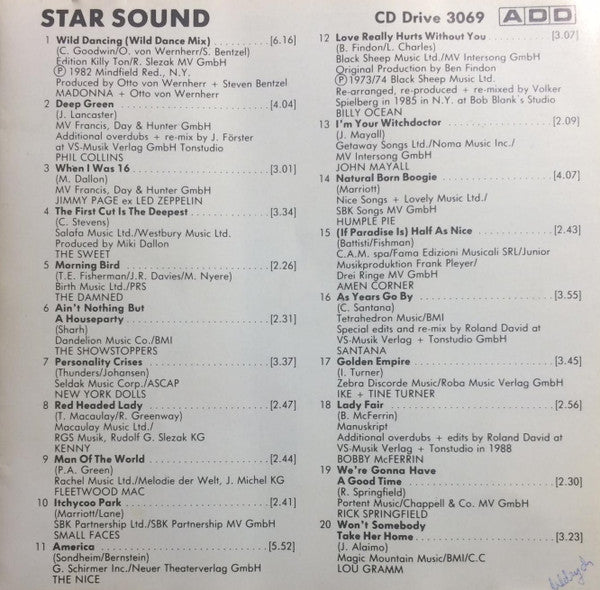 STAR SOUND
CD Drive 3069 ADD
1 Wild Dancing (Wild Dance Mix) [6.16]
(C. Goodwin/O. von Wernherr/S. Bentzel)
Edition Killy Ton/R. Slezak MV GmbH
Ⓟ 1982 Mindfield Red., N.Y.
Produced by Otto von Wernherr + Steven Bentzel
MADONNA + Otto von Wernherr
2 Deep Green [4.04]
(J. Lancaster)
MV Francis, Day & Hunter GmbH
Additional overdubs + re-mix by J. Förster
at VS-Musik Verlag GmbH Tonstudio
PHIL COLLINS
3 When I Was 16 [3.01]
(M. Dallon)
MV Francis, Day & Hunter GmbH
JIMMY PAGE ex LED ZEPPELIN
4 The First Cut Is The Deepest [3.34]
(C. Stevens)
Salafa Music Ltd./Westbury Music Ltd.
Produced by Miki Dallon
THE SWEET
5 Morning Bird [2.26]
(T.E. Fisherman/J.R. Davies/M. Nyere)
Birth Music Ltd./PRS
THE DAMNED
6 Ain't Nothing But
A Houseparty [2.31]
(Sharh)
Dandelion Music Co./BMI
THE SHOWSTOPPERS
7 Personality Crises [3.37]
(Thunders/Johansen)
Seldak Music Corp./ASCAP
NEW YORK DOLLS
8 Red Headed Lady [2.47]
(T. Macaulay/R. Greenway)
Macaulay Music Ltd./
RGS Musik, Rudolf G. Slezak KG
KENNY
9 Man Of The World [2.44]
(P.A. Green)
Rachel Music Ltd./Melodie der Welt, J. Michel KG
FLEETWOOD MAC
10 Itchycoo Park [2.41]
(Marriott/Lane)
SBK Partnership Ltd./SBK Partnership MV GmbH
SMALL FACES
11 America [5.52]
(Sondheim/Bernstein)
G. Schirmer Inc./Neuer Theaterverlag GmbH
THE NICE
12 Love Really Hurts Without You [3.07]
(B. Findon/L. Charles)
Black Sheep Music Ltd./MV Intersong GmbH
Original Production by Ben Findon
Ⓟ 1973/74 Black Sheep Music Ltd.
Re-arranged, re-produced + re-mixed by Volker
Spielberg in 1985 in N.Y. at Bob Blank's Studio
BILLY OCEAN
13 I'm Your Witchdoctor [2.09]
(J. Mayall)
Getaway Songs Ltd./Noma Music Inc./
MV Intersong GmbH
JOHN MAYALL
14 Natural Born Boogie [4.07]
(Marriott)
Nice Songs + Lovely Music Ltd./
SBK Songs MV GmbH
HUMPLE PIE
15 (If Paradise Is) Half As Nice [2.43]
(Battisti/Fishman)
C.A.M. spa/Fama Edizioni Musicali SRL/Junior
Musikproduktion Frank Pleyer/
Drei Ringe MV GmbH
AMEN CORNER
16 As Years Go By [3.55]
(C. Santana)
Tetrahedron Music/BMI
Special edits and re-mix by Roland David at
VS-Musik Verlag + Tonstudio GmbH
SANTANA
17 Golden Empire [3.45]
(I. Turner)
Zebra Discorde Music/Roba Music Verlag GmbH
IKE + TINE TURNER
18 Lady Fair [2.56]
(B. McFerrin)
Manuskript
Additional overdubs + edits by Roland David at
VS-Musik Verlag + Tonstudio in 1988
BOBBY McFERRIN
19 We're Gonna Have
A Good Time [2.30]
(R. Springfield)
Portent Music/Chappell & Co. MV GmbH
RICK SPRINGFIELD
20 Won't Somebody
Take Her Home [3.23]
(J. Alaimo)
Magic Mountain Music/BMI/C.C
LOU GRAMM